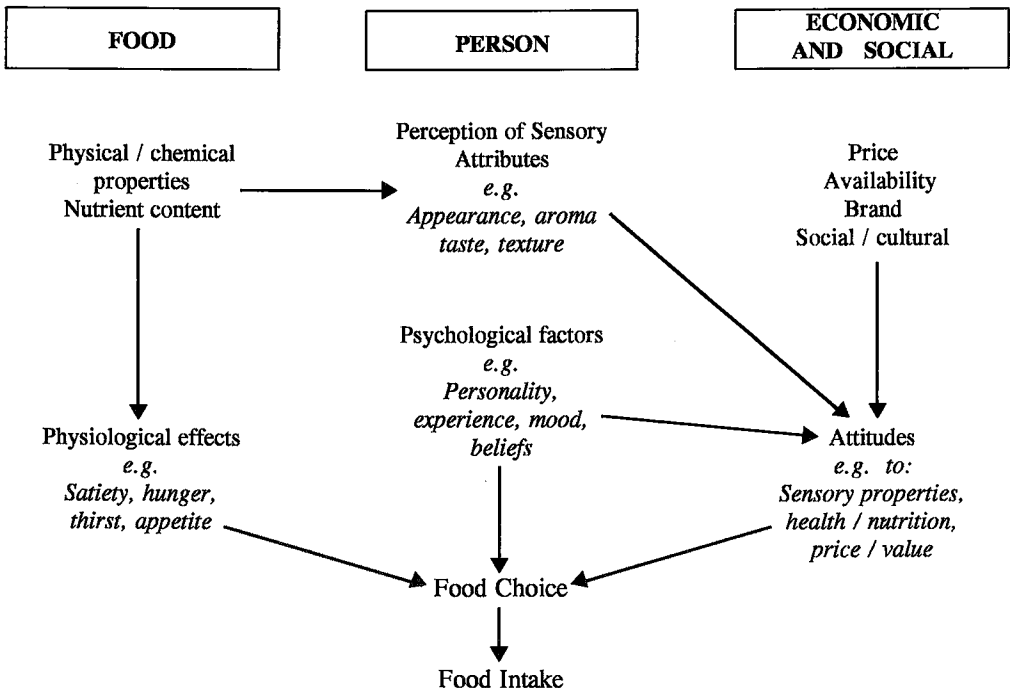 FOOD
PERSON
ECONOMIC
AND SOCIAL
Physical / chemical
properties
Nutrient content
Perception of Sensory
Attributes
e.g.
Appearance, aroma
taste, texture
Price
Availability
Brand
Social / cultural
Psychological factors
e.g.
Personality,
experience, mood,
beliefs
Physiological effects
e.g.
Satiety, hunger,
thirst, appetite
Attitudes
e.g. to:
Sensory properties,
health / nutrition,
price / value
Food Choice
Food Intake